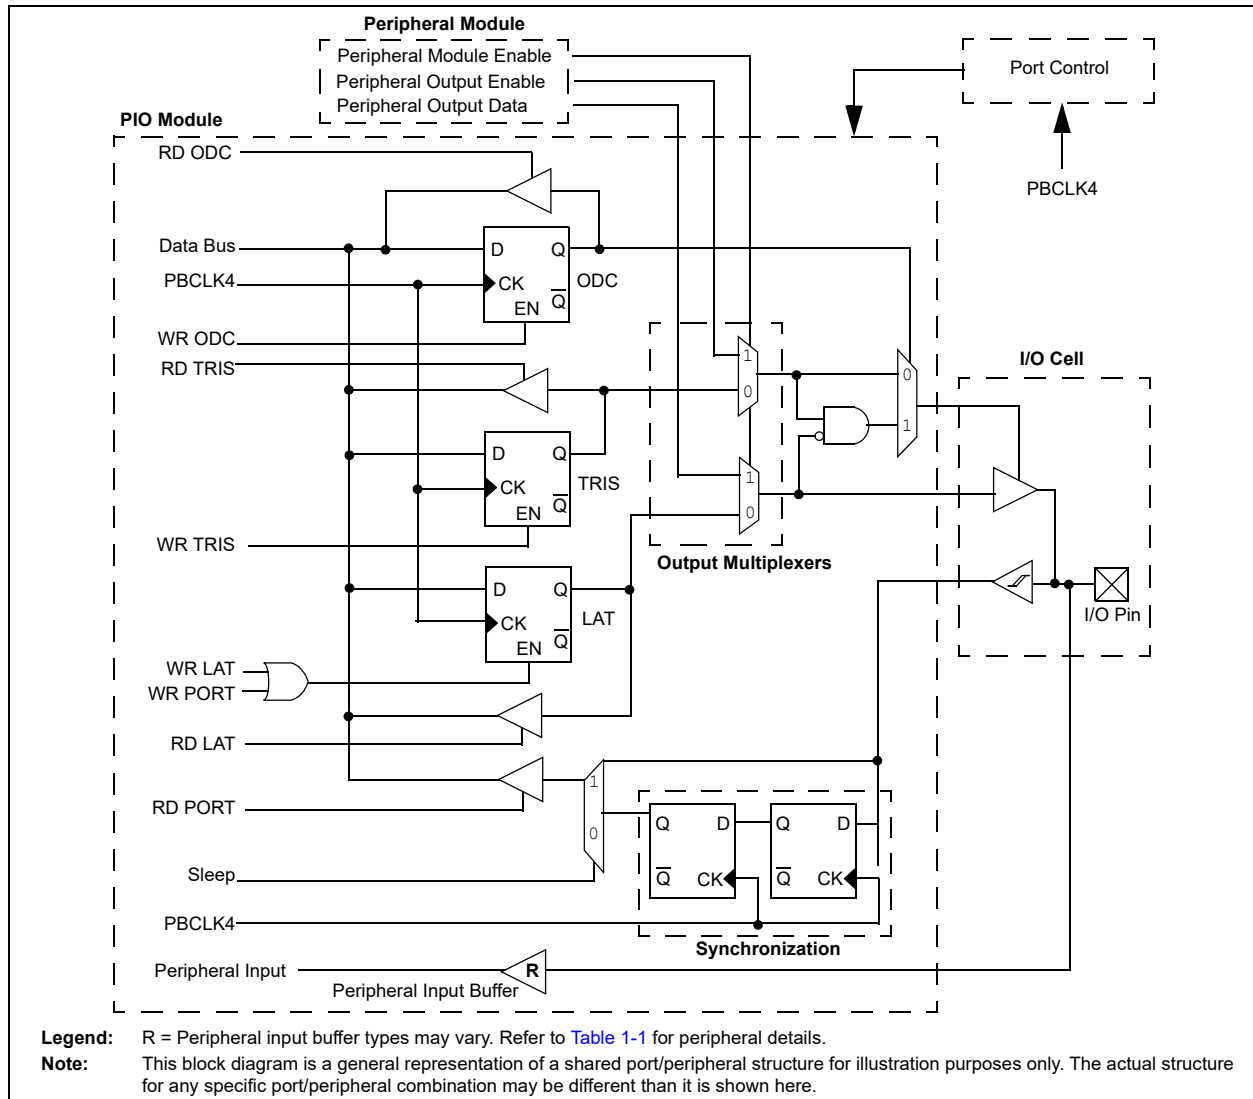 Peripheral Module
Peripheral Module Enable
Peripheral Output Enable
Peripheral Output Data
Port Control
PBCLK4
PIO Module
RD ODC
Data Bus
D
Q
PBCLK4
CK
ODC
Q
EN
WR ODC
RD TRIS
1
0
I/O Cell
0
1
D
Q
CK
TRIS
Q
EN
1
0
WR TRIS
Output Multiplexers
D
Q
CK
LAT
Q
EN
I/O Pin
WR LAT
WR PORT
RD LAT
RD PORT
1
0
Q
D
Q
D
Sleep
Q
CK
Q
CK
PBCLK4
Synchronization
Peripheral Input
R
Peripheral Input Buffer
Legend: R = Peripheral input buffer types may vary. Refer to Table 1-1 for peripheral details.
Note: This block diagram is a general representation of a shared port/peripheral structure for illustration purposes only. The actual structure
for any specific port/peripheral combination may be different than it is shown here.